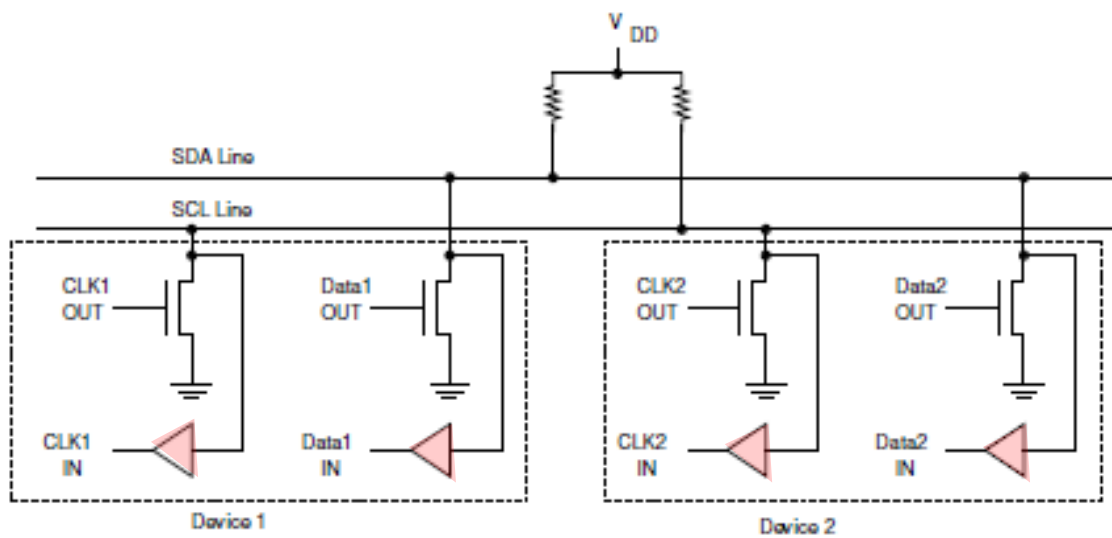 V
DD
SDA Line
SCL Line
CLK1
OUT
Data1
OUT
CLK2
OUT
Data2
OUT
CLK1
IN
Data1
IN
CLK2
IN
Data2
IN
Device 1
Device 2